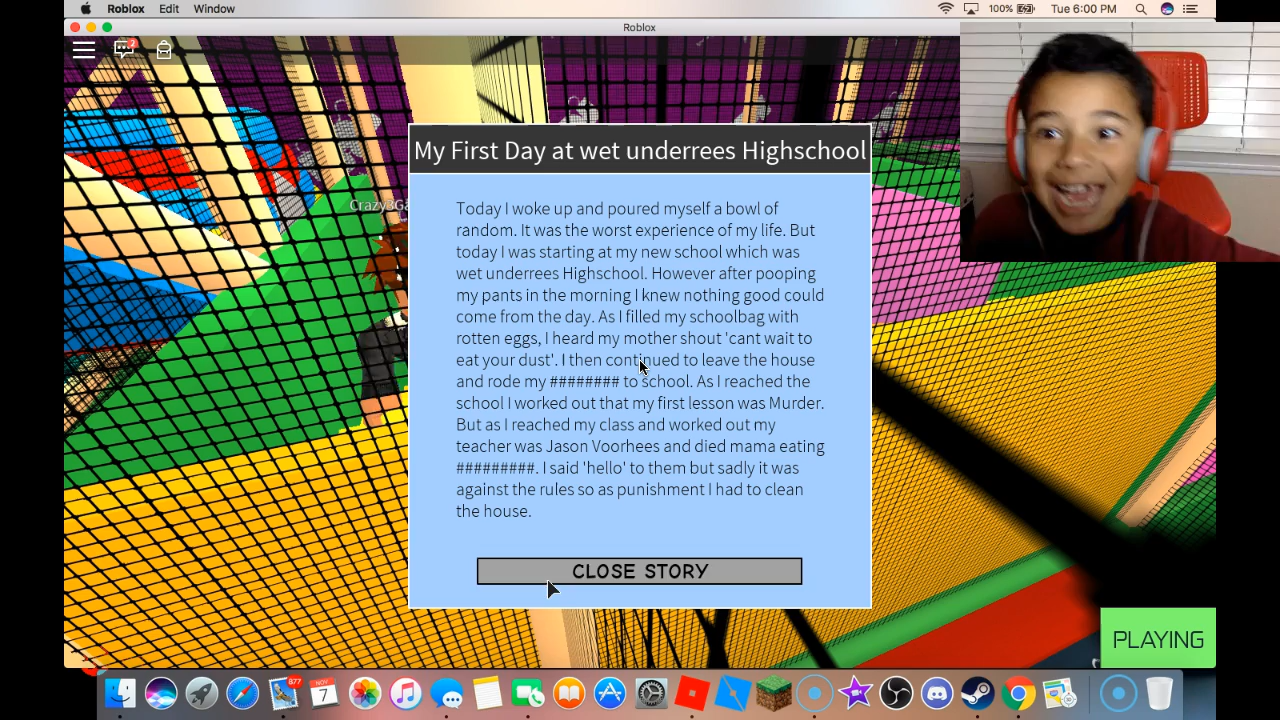 Roblox Edit Window
100% Tue 6:00 PM
Roblox
2
My First Day at wet underrees Highschool
CrazyBGa
Today I woke up and poured myself a bowl of
random. It was the worst experience of my life. But
today I was starting at my new school which was
wet underrees Highschool. However after pooping
my pants in the morning I knew nothing good could
come from the day. As I filled my schoolbag with
rotten eggs, I heard my mother shout 'cant wait to
eat your dust'. I then continued to leave the house
and rode my ######## to school. As I reached the
school I worked out that my first lesson was Murder.
But as I reached my class and worked out my
teacher was Jason Voorhees and died mama eating
#########. I said 'hello' to them but sadly it was
against the rules so as punishment I had to clean
the house.
CLOSE STORY
PLAYING
877
NOV
7